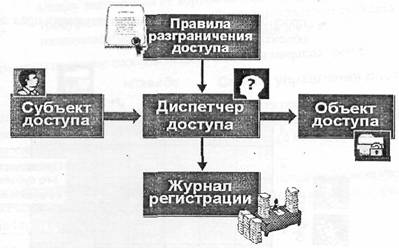 Правила
разграничения
доступа
Субъект
доступа
Диспетчер
доступа
?
Объект
доступа
Журнал
регистрации